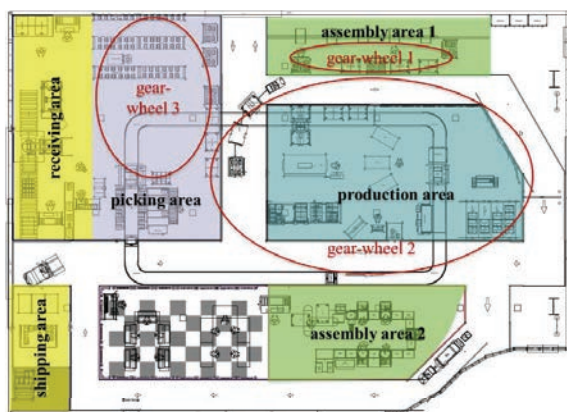 assembly area 1
gear-wheel 1
gear-
wheel 3
receiving area
picking area
production area
gear-wheel 2
shipping area
assembly area 2